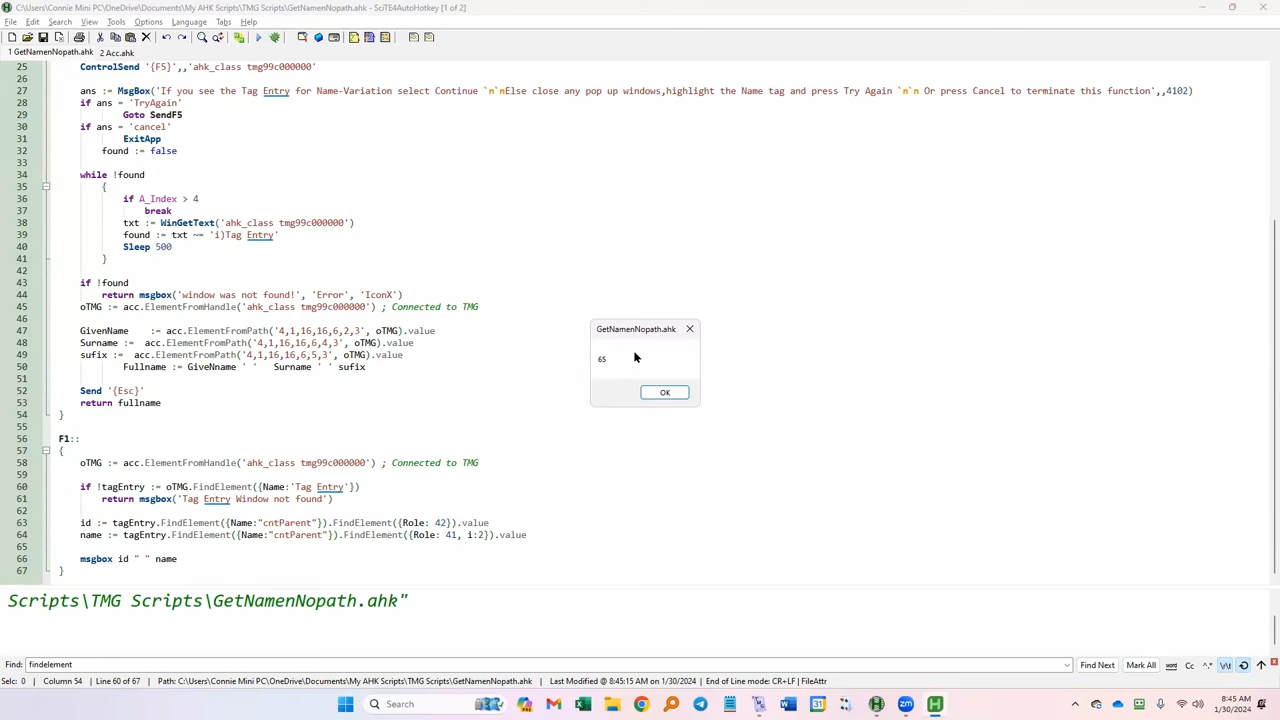 C:\Users\Connie Mini PC\OneDrive\Documents\My AHK Scripts\TMG Scripts\GetNamenNopath.ahk - SciTE4AutoHotkey [1 of 2]
File Edit Search View Tools Options Language Tabs Help
1 GetNamenNopath.ahk 2 Acc.ahk
25 ControlSend '{F5}',,'ahk_class tmg99c000000'
26
27 ans := MsgBox('If you see the Tag Entry for Name-Variation select Continue `n`nElse close any pop up windows,highlight the Name tag and press Try Again `n`n Or press Cancel to terminate this function',,4102)
28 if ans = 'TryAgain'
29 Goto SendF5
30 if ans = 'cancel'
31 ExitApp
32 found := false
33
34 while !found
35 {
36 if A_Index > 4
37 break
38 txt := WinGetText('ahk_class tmg99c000000')
39 found := txt ~= 'i)Tag Entry'
40 Sleep 500
41 }
42
43 if !found
44 return msgbox('window was not found!', 'Error', 'IconX')
45 oTMG := acc.ElementFromHandle('ahk_class tmg99c000000') ; Connected to TMG
46
47 GivenName := acc.ElementFromPath('4,1,16,16,6,2,3', oTMG).value
48 Surname := acc.ElementFromPath('4,1,16,16,6,4,3', oTMG).value
49 sufix := acc.ElementFromPath('4,1,16,16,6,5,3', oTMG).value
50 Fullname := GiveNname ' ' Surname ' ' sufix
51
52 Send '{Esc}'
53 return fullname
54 }
55
56 F1::
57 {
58 oTMG := acc.ElementFromHandle('ahk_class tmg99c000000') ; Connected to TMG
59
60 if !tagEntry := oTMG.FindElement({Name:'Tag Entry'})
61 return msgbox('Tag Entry Window not found')
62
63 id := tagEntry.FindElement({Name:"cntParent"}).FindElement({Role: 42}).value
64 name := tagEntry.FindElement({Name:"cntParent"}).FindElement({Role: 41, i:2}).value
65
66 msgbox id " " name
67 }
GetNamenNopath.ahk
65
OK
Scripts\TMG Scripts\GetNamenNopath.ahk"
Find: findelement Find Next Mark All word Cc .* \t
Selc: 0 | Column 54 | Line 60 of 67 | Path: C:\Users\Connie Mini PC\OneDrive\Documents\My AHK Scripts\TMG Scripts\GetNamenNopath.ahk | Last Modified @ 8:45:15 AM on 1/30/2024 | End of Line mode: CR+LF | FileAttr
Search
8:45 AM
1/30/2024